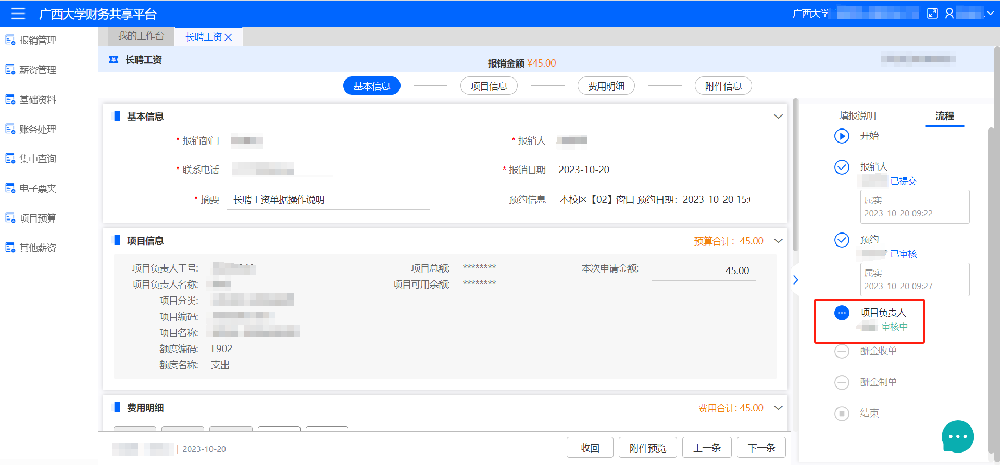 广西大学财务共享平台
广西大学
报销管理
薪资管理
基础资料
账务处理
集中查询
电子票夹
项目预算
其他薪资
我的工作台
长聘工资
长聘工资
报销金额 ¥45.00
基本信息
项目信息
费用明细
附件信息
基本信息
* 报销部门
* 报销人
* 联系电话
* 报销日期 2023-10-20
* 摘要 长聘工资单据操作说明
预约信息 本校区【02】窗口 预约日期：2023-10-20 15:
项目信息
预算合计：45.00
项目负责人工号:
项目总额: ********
本次申请金额: 45.00
项目负责人名称:
项目可用余额: ********
项目分类:
项目编码:
项目名称:
额度编码: E902
额度名称: 支出
费用明细
费用合计: 45.00
| 2023-10-20
收回
附件预览
上一条
下一条
填报说明
流程
开始
报销人
已提交
属实
2023-10-20 09:22
预约
已审核
属实
2023-10-20 09:27
项目负责人
审核中
酬金收单
酬金制单
结束